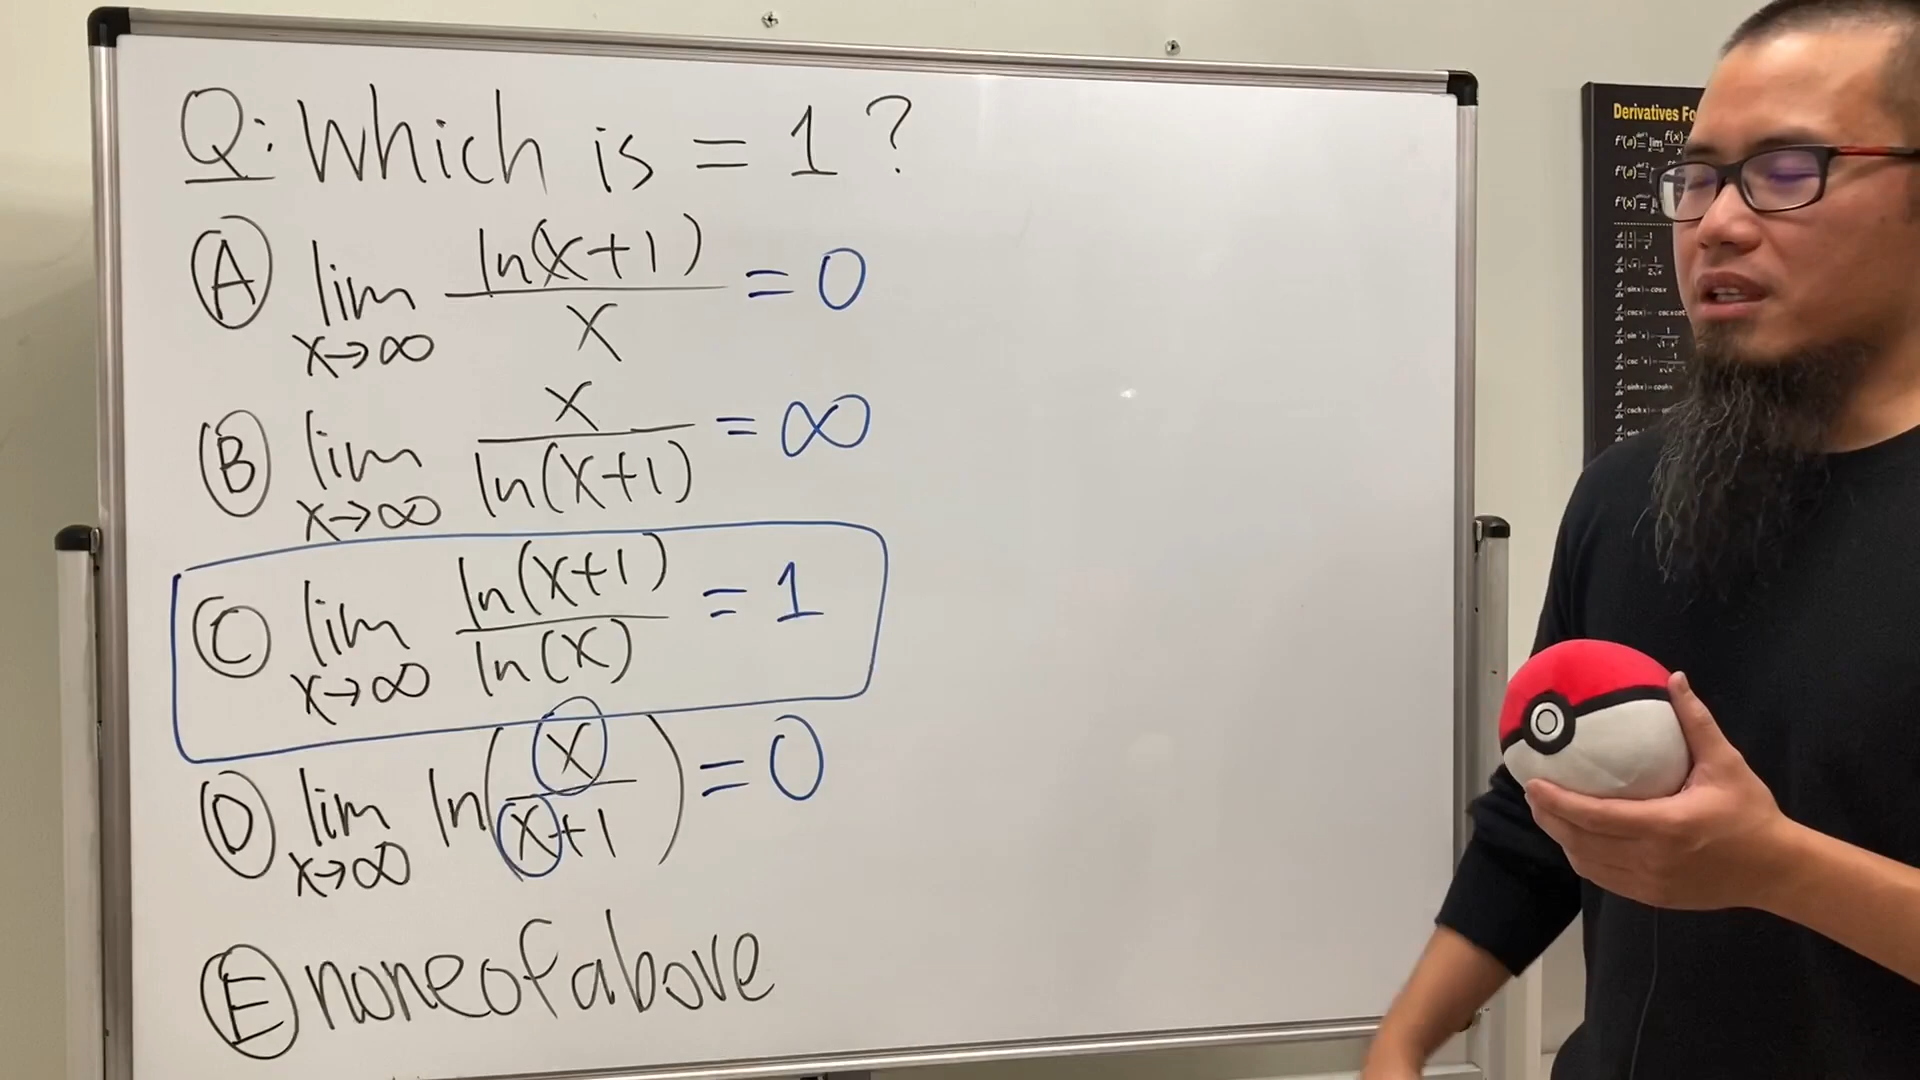 Q: Which is = 1 ?
(A) lim x→∞ ln(x+1)/x = 0
(B) lim x→∞ x/ln(x+1) = ∞
(C) lim x→∞ ln(x+1)/ln(x) = 1
(D) lim x→∞ ln(x/(x+1)) = 0
(E) none of above
Derivatives Fo